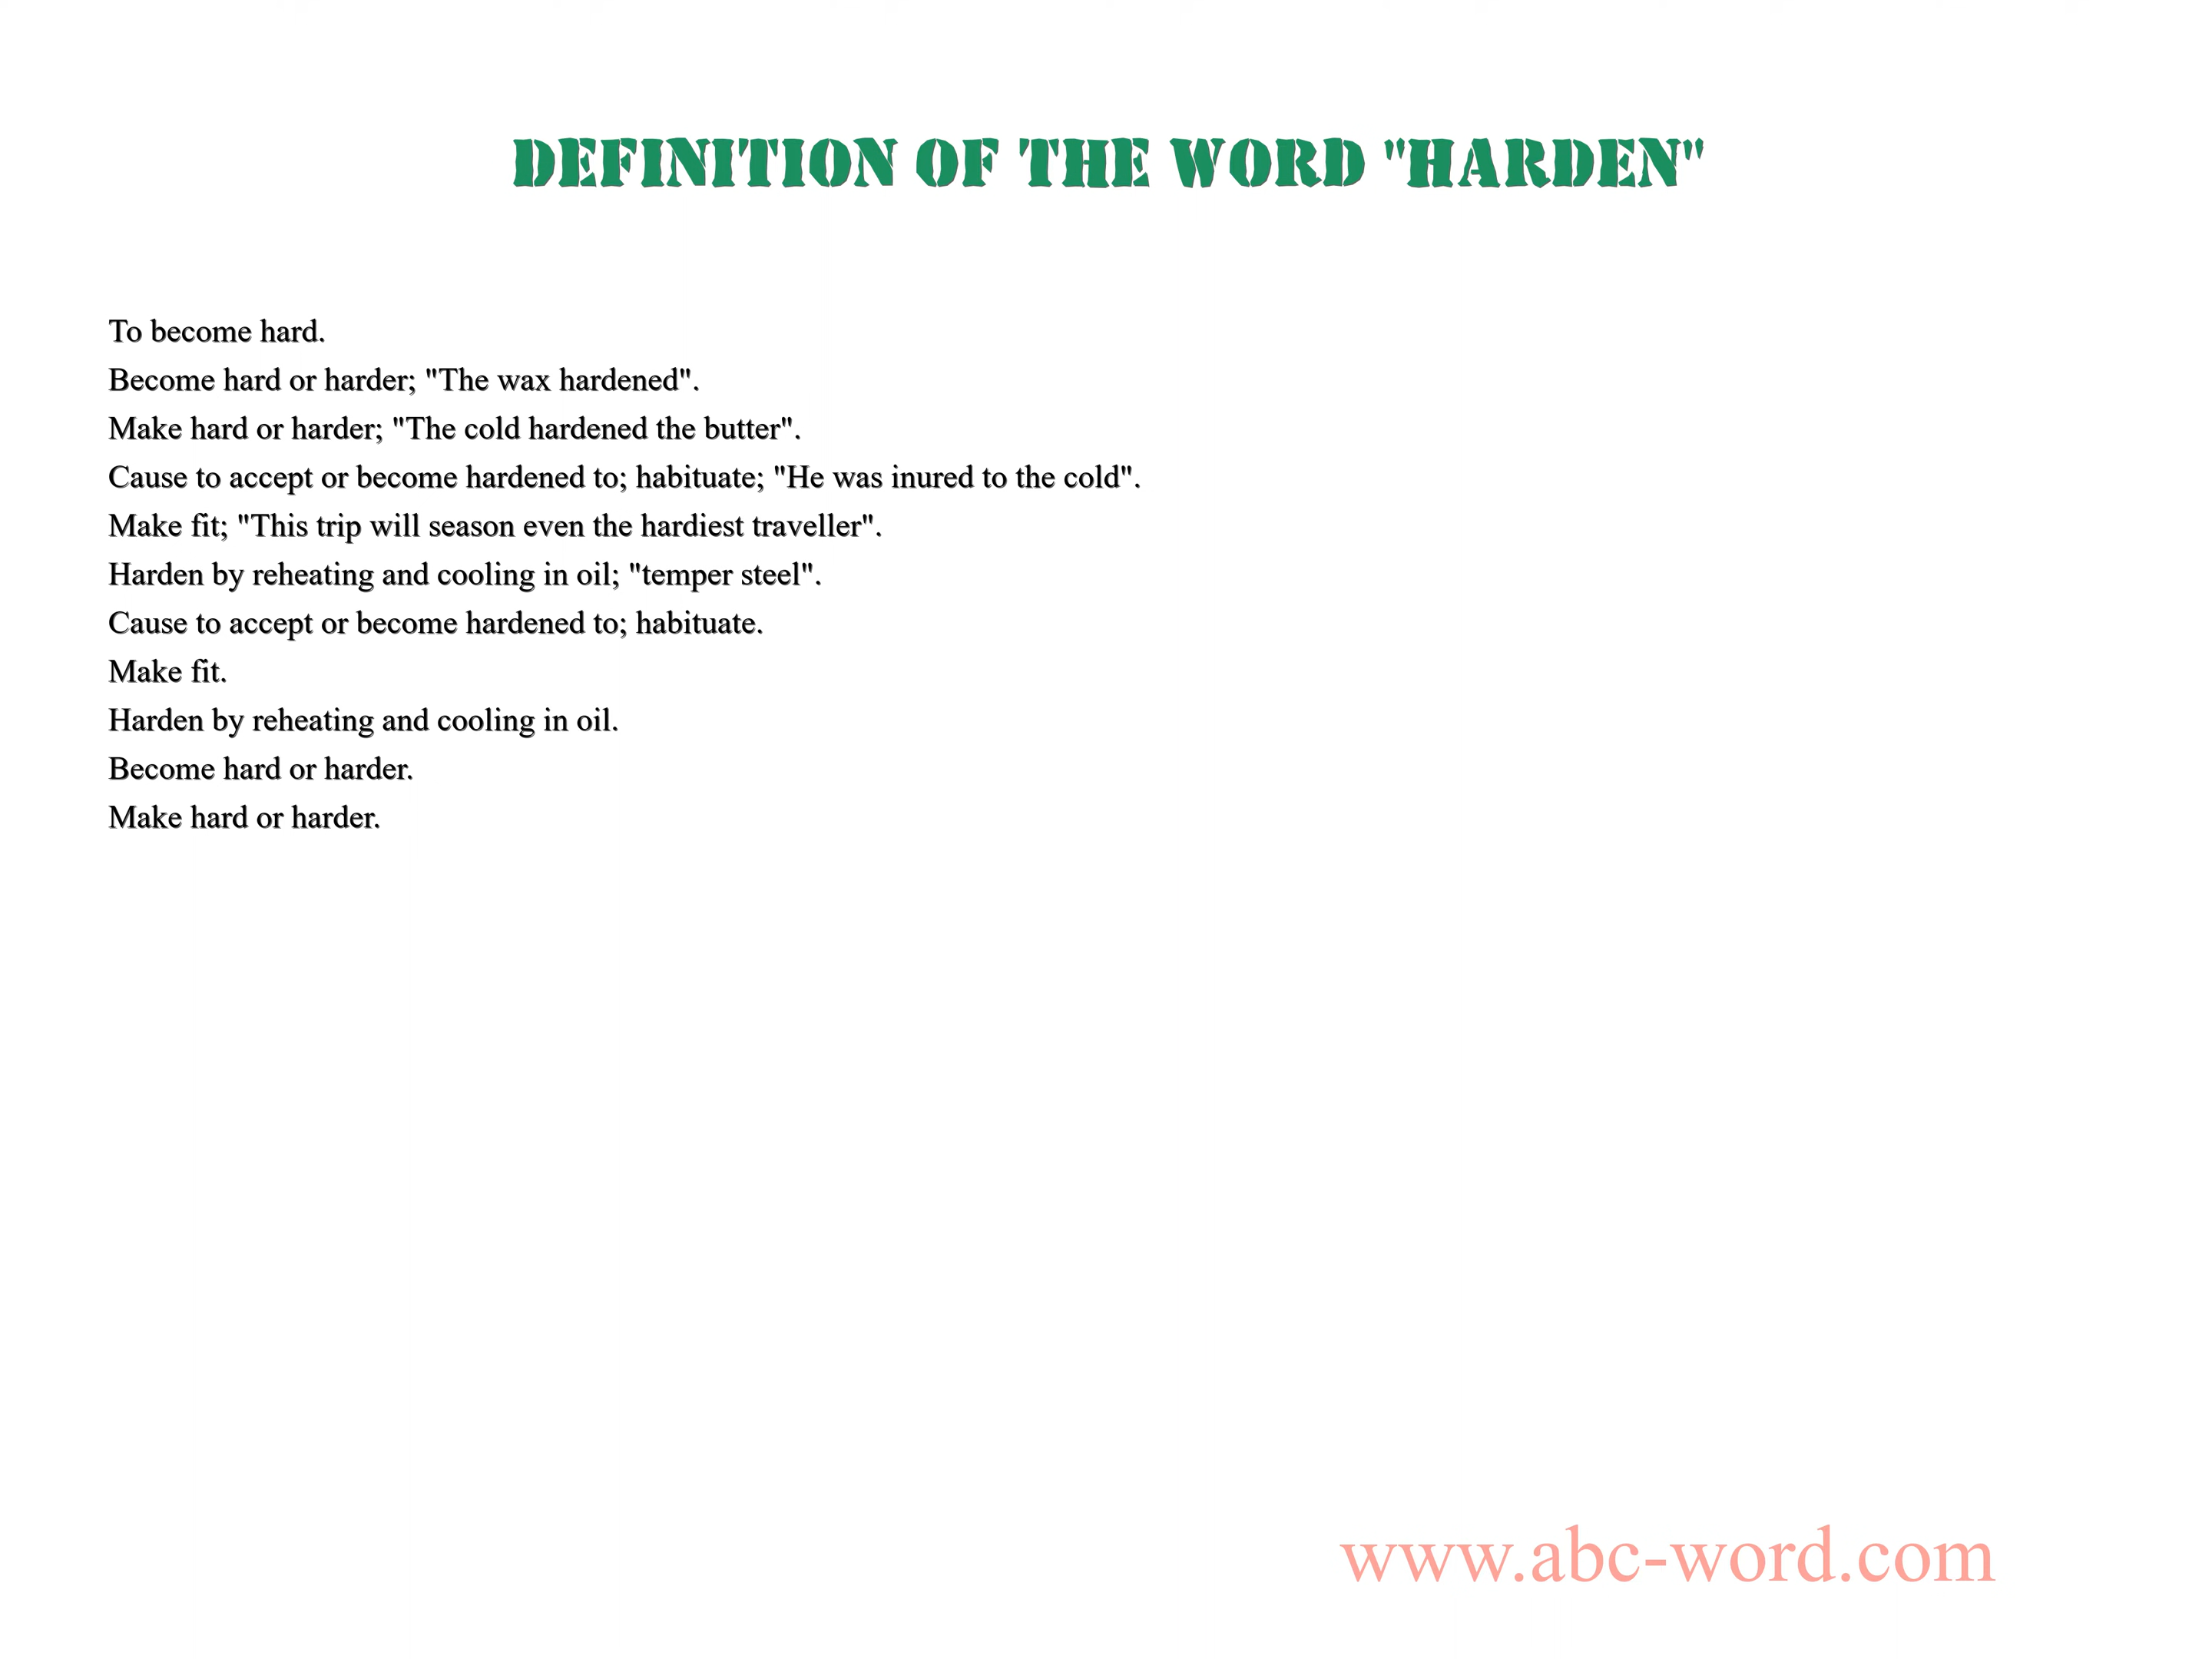 DEFINITION OF THE WORD "HARDEN"
To become hard.
Become hard or harder; "The wax hardened".
Make hard or harder; "The cold hardened the butter".
Cause to accept or become hardened to; habituate; "He was inured to the cold".
Make fit; "This trip will season even the hardiest traveller".
Harden by reheating and cooling in oil; "temper steel".
Cause to accept or become hardened to; habituate.
Make fit.
Harden by reheating and cooling in oil.
Become hard or harder.
Make hard or harder.
www.abc-word.com